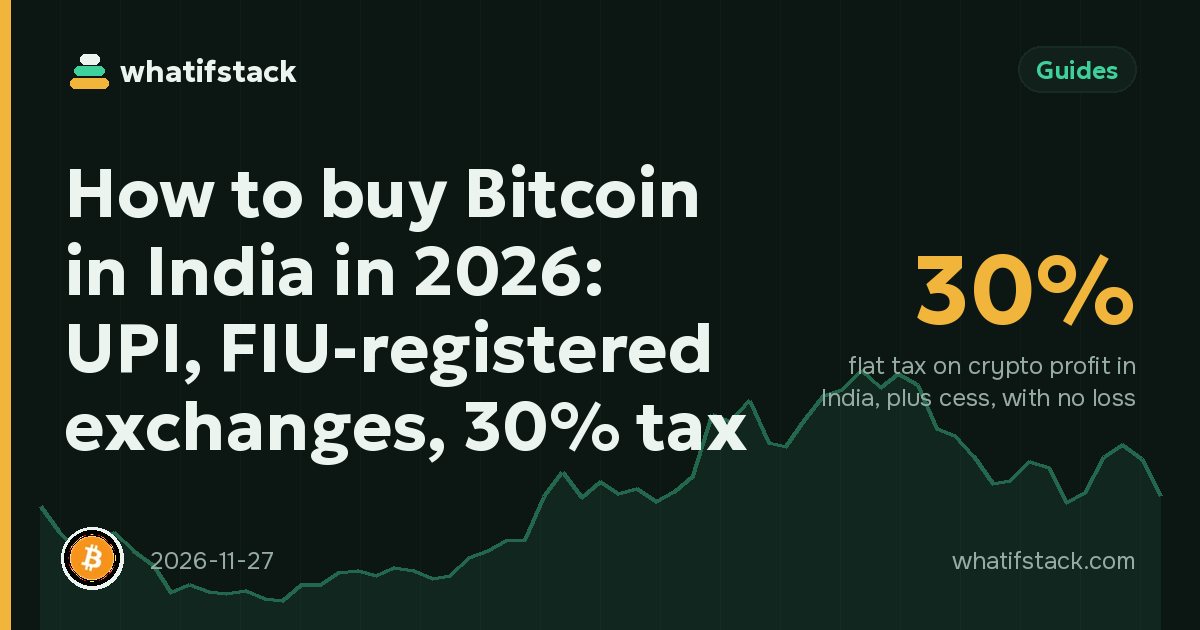 whatifstack
Guides
How to buy Bitcoin
in India in 2026:
UPI, FIU-registered
exchanges, 30% tax
30%
flat tax on crypto profit in
India, plus cess, with no loss
2026-11-27
whatifstack.com